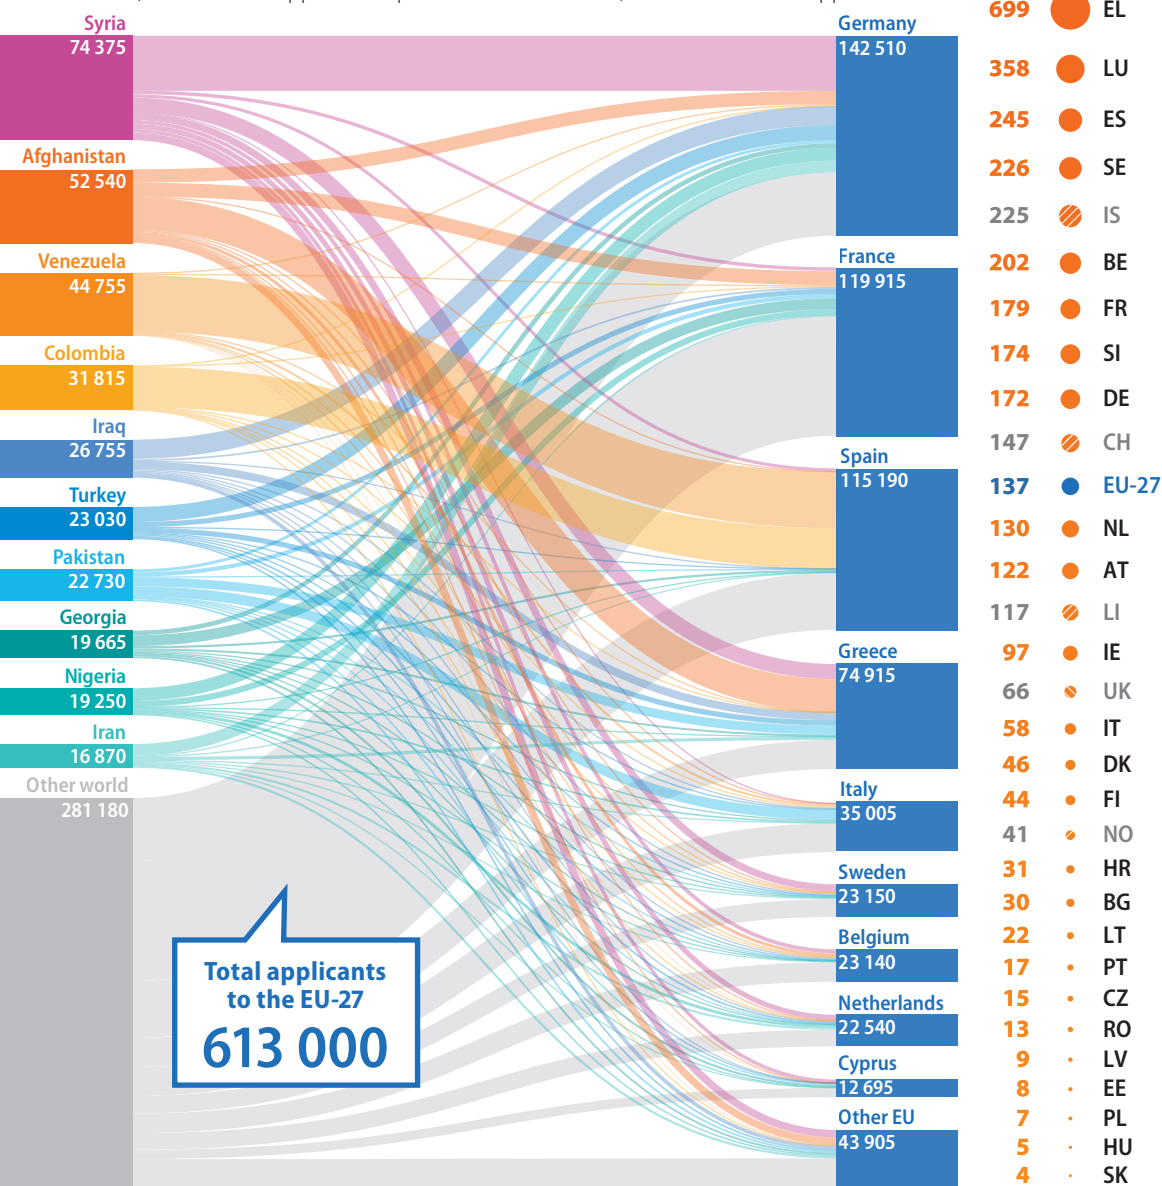 Syria
74 375
Afghanistan
52 540
Venezuela
44 755
Colombia
31 815
Iraq
26 755
Turkey
23 030
Pakistan
22 730
Georgia
19 665
Nigeria
19 250
Iran
16 870
Other world
281 180
Total applicants
to the EU-27
613 000
Germany
142 510
France
119 915
Spain
115 190
Greece
74 915
Italy
35 005
Sweden
23 150
Belgium
23 140
Netherlands
22 540
Cyprus
12 695
Other EU
43 905
699 EL
358 LU
245 ES
226 SE
225 IS
202 BE
179 FR
174 SI
172 DE
147 CH
137 EU-27
130 NL
122 AT
117 LI
97 IE
66 UK
58 IT
46 DK
44 FI
41 NO
31 HR
30 BG
22 LT
17 PT
15 CZ
13 RO
9 LV
8 EE
7 PL
5 HU
4 SK